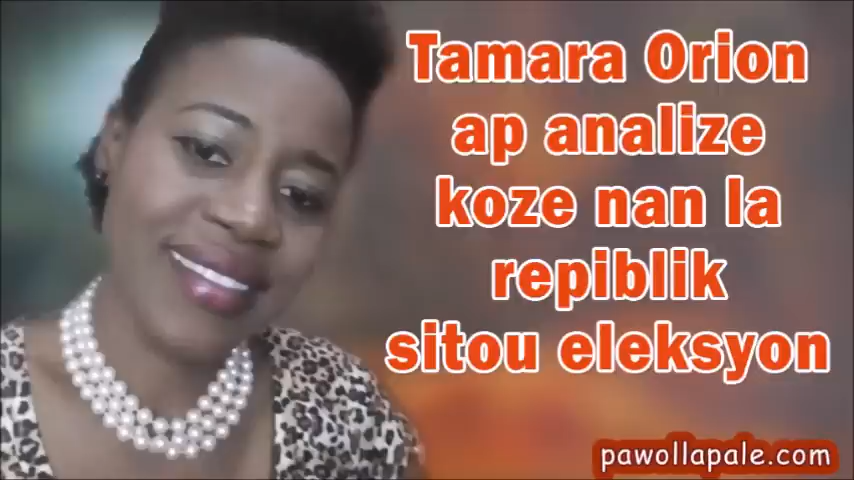 Tamara Orion
ap analize
koze nan la
repiblik
sitou eleksyon
pawollapale.com